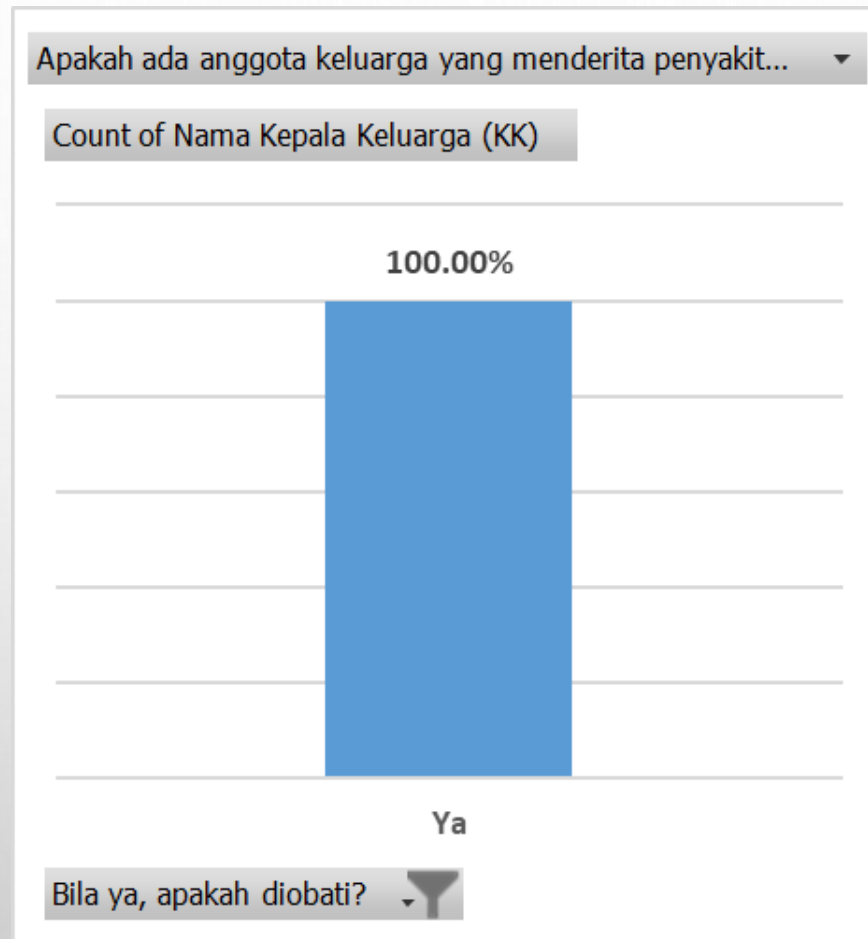 Apakah ada anggota keluarga yang menderita penyakit...
Count of Nama Kepala Keluarga (KK)
100.00%
Ya
Bila ya, apakah diobati?